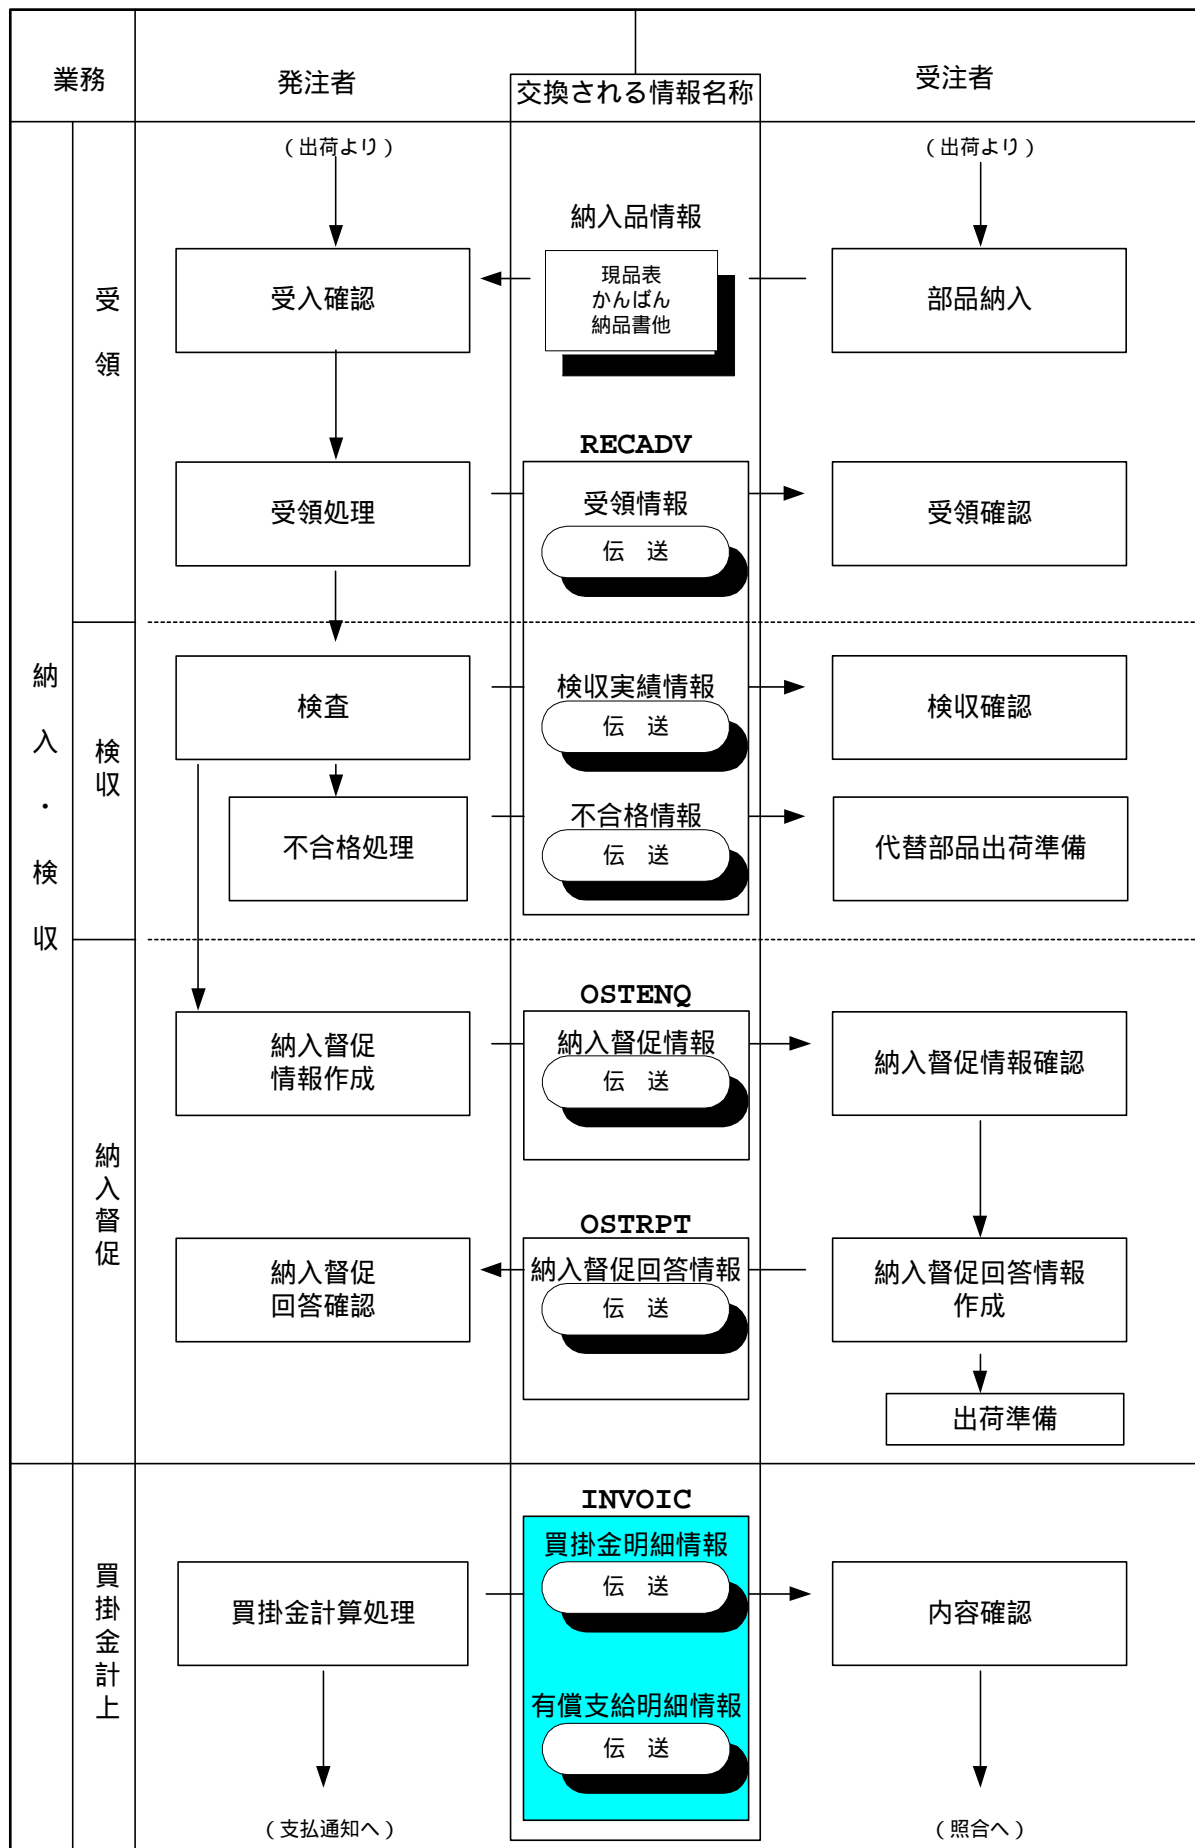 業務
発注者
交換される情報名称
受注者
納入・検収
受領
(出荷より)
(出荷より)
納入品情報
受入確認
現品表
かんばん
納品書他
部品納入
RECADV
受領処理
受領情報
伝 送
受領確認
検収
検査
検収実績情報
伝 送
検収確認
不合格処理
不合格情報
伝 送
代替部品出荷準備
納入督促
OSTENQ
納入督促
情報作成
納入督促情報
伝 送
納入督促情報確認
OSTRPT
納入督促
回答確認
納入督促回答情報
伝 送
納入督促回答情報
作成
出荷準備
買掛金計上
INVOIC
買掛金計算処理
買掛金明細情報
伝 送
内容確認
有償支給明細情報
伝 送
(支払通知へ)
(照合へ)